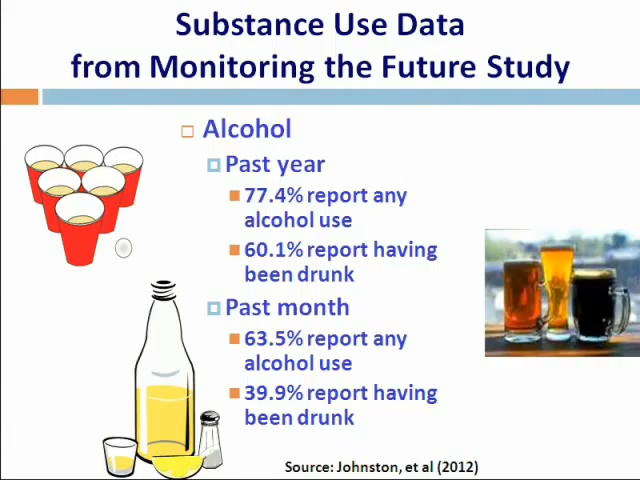 Substance Use Data
from Monitoring the Future Study
Alcohol
Past year
77.4% report any
alcohol use
60.1% report having
been drunk
Past month
63.5% report any
alcohol use
39.9% report having
been drunk
Source: Johnston, et al (2012)